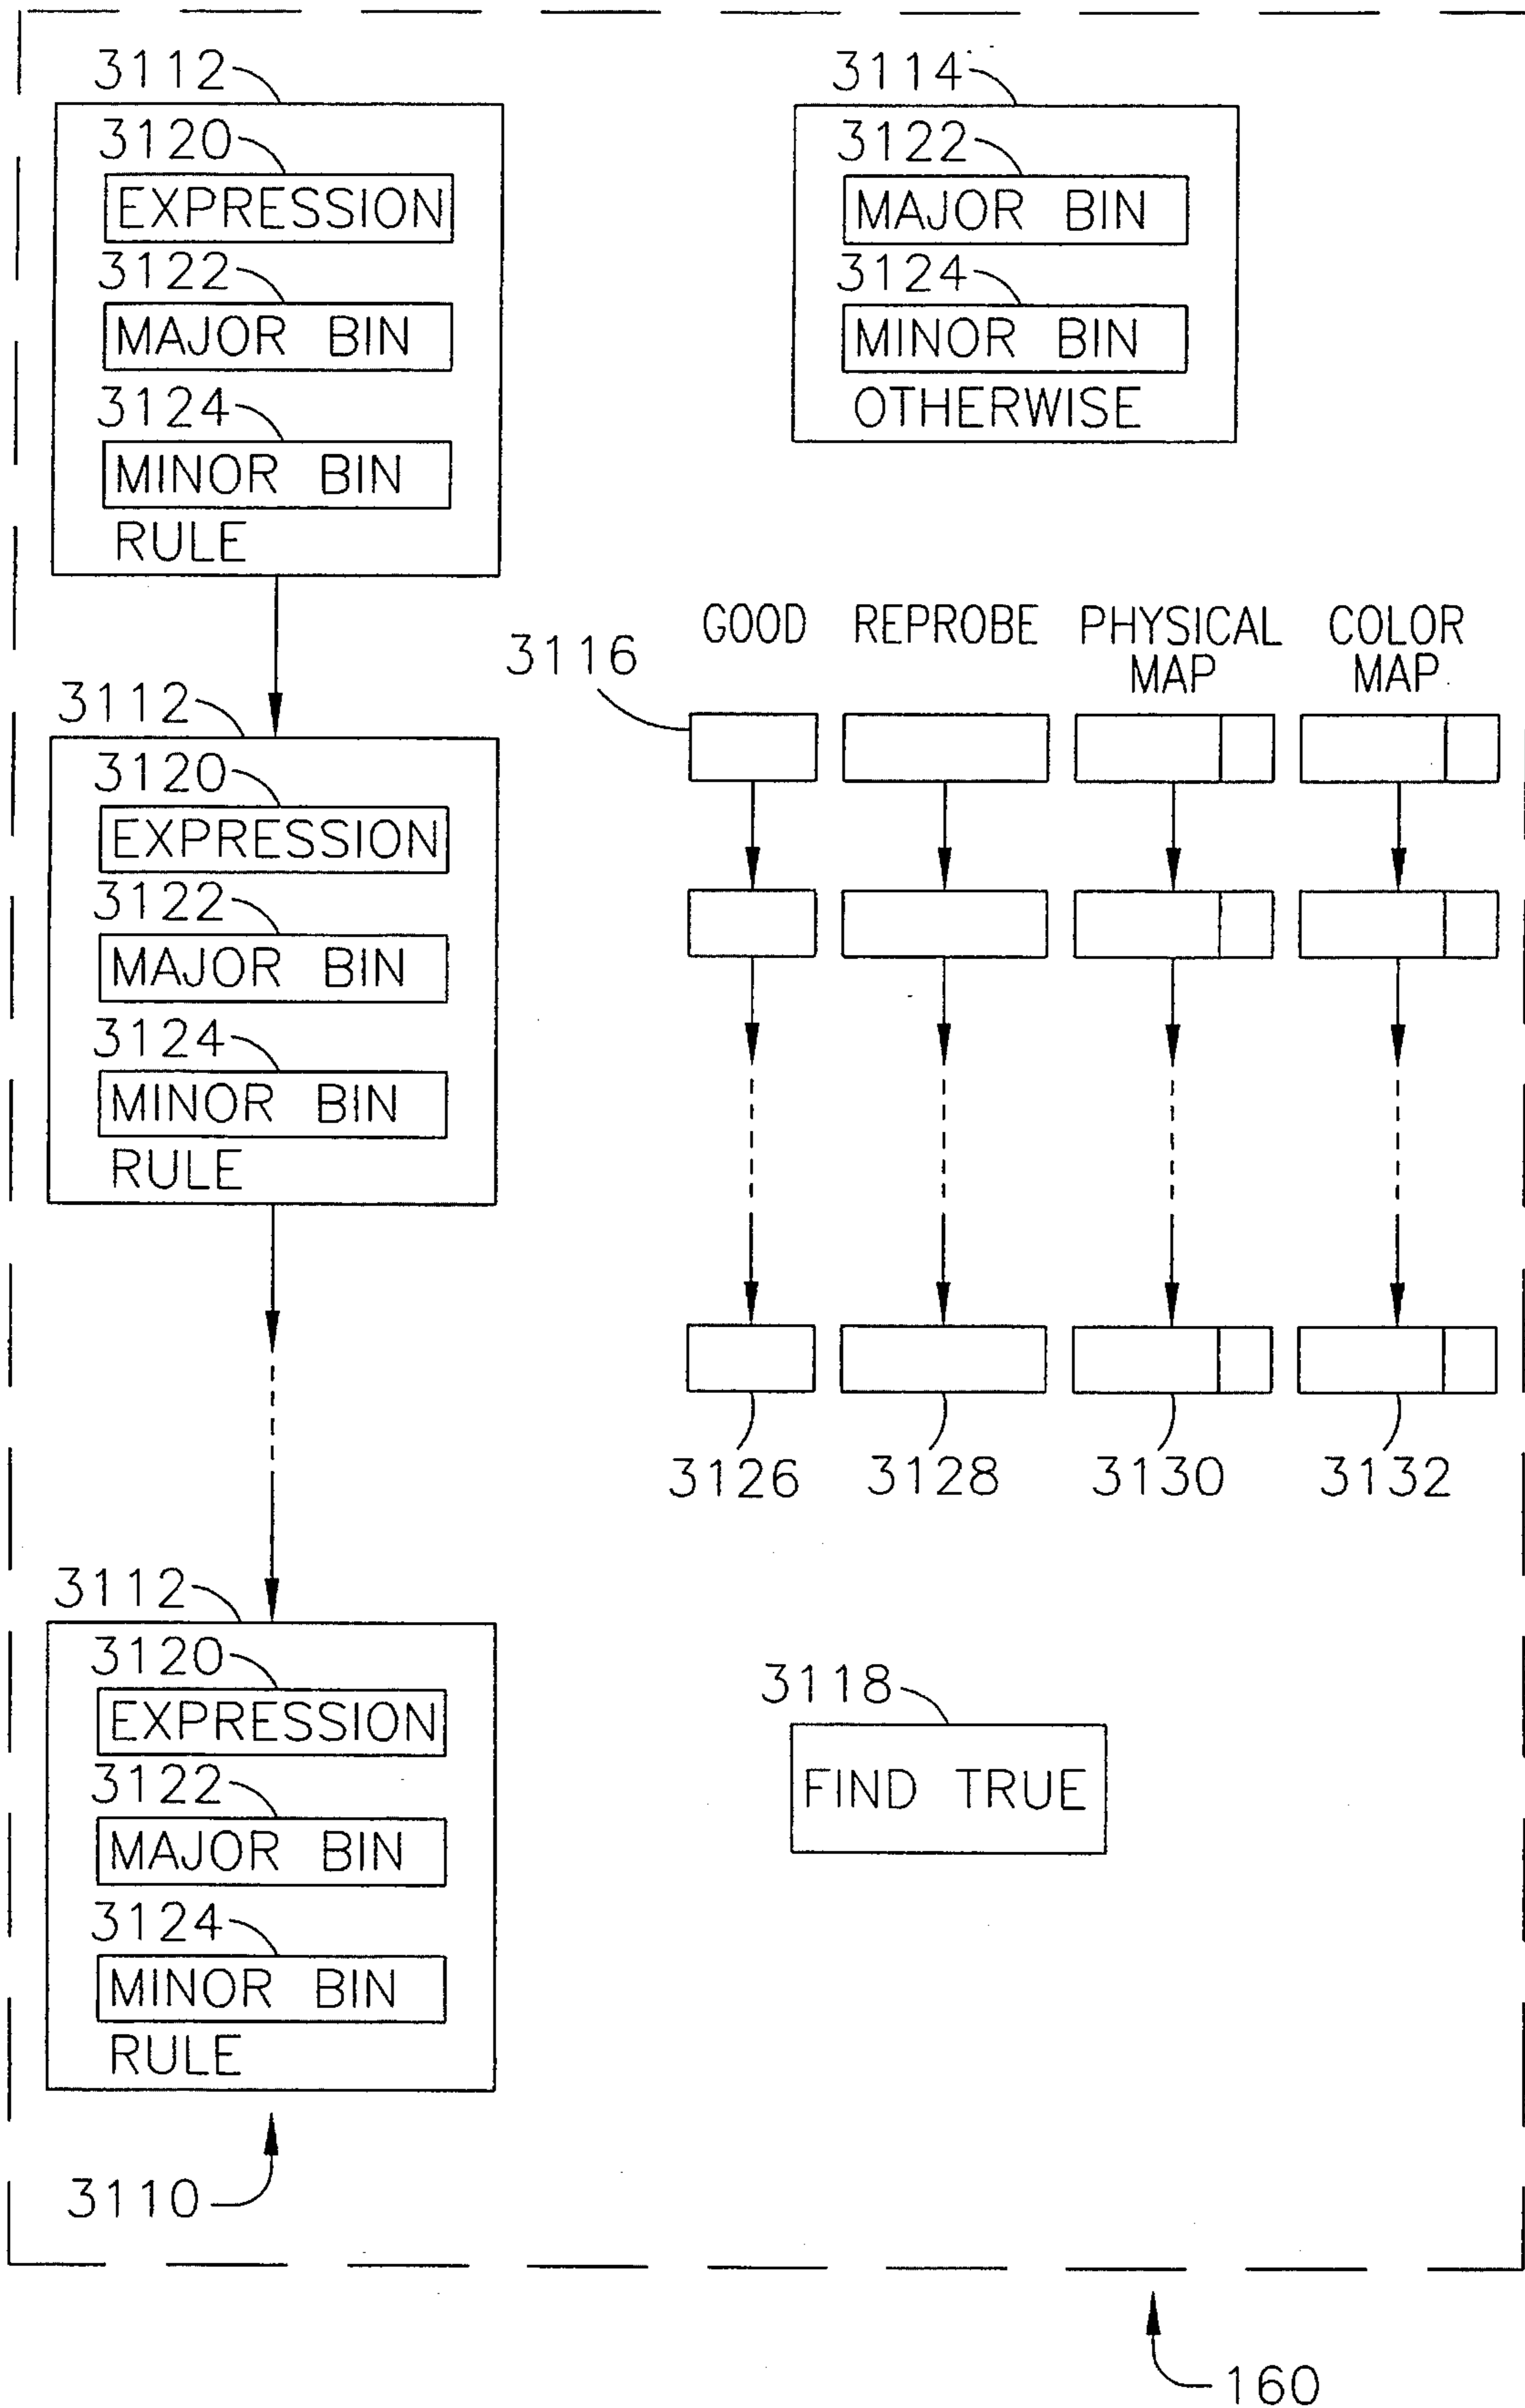 3112
3120
EXPRESSION
3122
MAJOR BIN
3124
MINOR BIN
RULE
3114
3122
MAJOR BIN
3124
MINOR BIN
OTHERWISE
3112
3120
EXPRESSION
3122
MAJOR BIN
3124
MINOR BIN
RULE
3116
GOOD
REPROBE
PHYSICAL
MAP
COLOR
MAP
3126
3128
3130
3132
3112
3120
EXPRESSION
3122
MAJOR BIN
3124
MINOR BIN
RULE
3118
FIND TRUE
3110
160